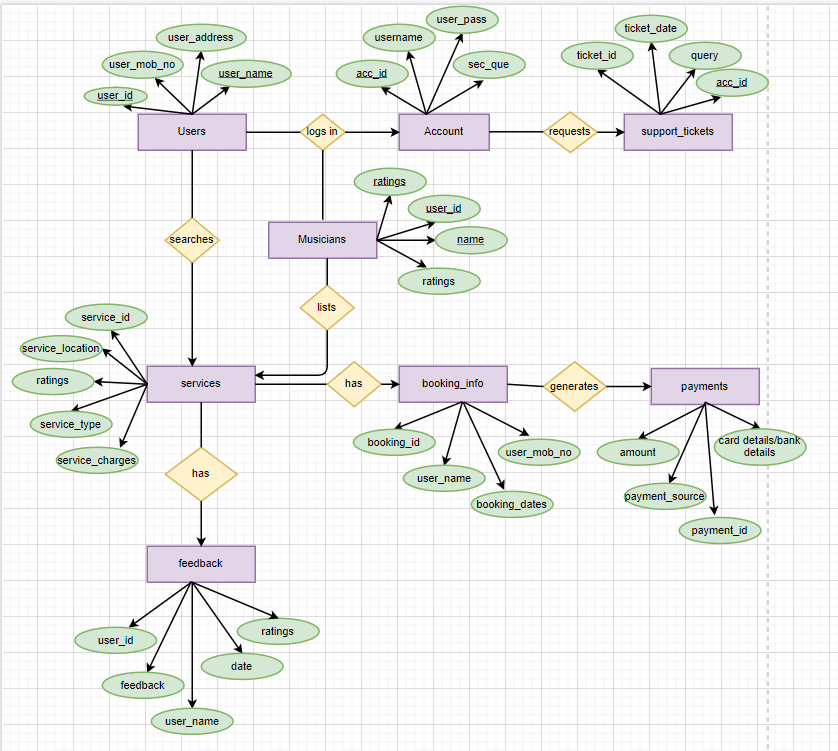 user_pass
ticket_date
user_address
username
ticket_id
query
user_mob_no
user_name
acc_id
sec_que
acc_id
user_id
Users
logs in
Account
requests
support_tickets
ratings
user_id
searches
Musicians
name
ratings
lists
service_id
service_location
ratings
services
has
booking_info
generates
payments
service_type
service_charges
booking_id
user_name
user_mob_no
booking_dates
amount
card details/bank
details
payment_source
payment_id
has
feedback
user_id
ratings
date
feedback
user_name